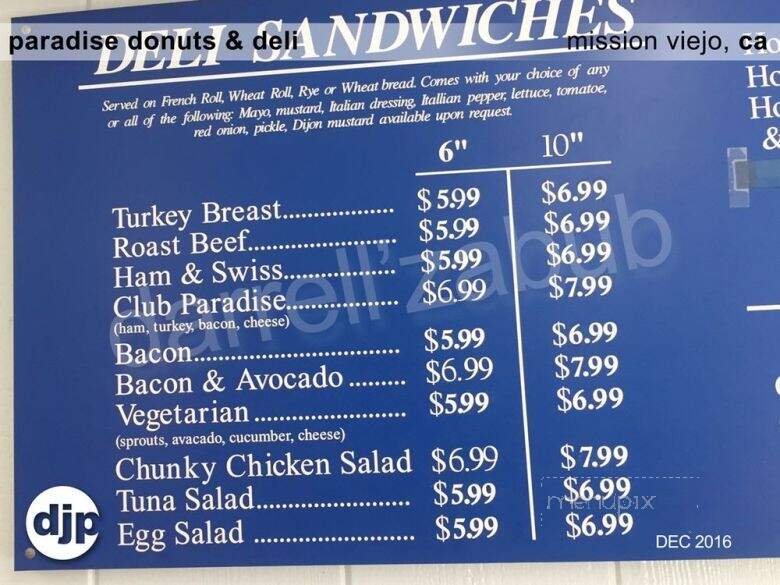 paradise donuts & deli
mission viejo, ca
DELI SANDWICHES
Served on French Roll, Wheat Roll, Rye or Wheat bread. Comes with your choice of any
or all of the following: Mayo, mustard, Italian dressing, Itallian pepper, lettuce, tomatoe,
red onion, pickle, Dijon mustard available upon request.
6" 10"
Turkey Breast.................. $5.99 $6.99
Roast Beef........................ $5.99 $6.99
Ham & Swiss.................. $5.99 $6.99
Club Paradise.................. $6.99 $7.99
(ham, turkey, bacon, cheese)
Bacon................................. $5.99 $6.99
Bacon & Avocado ......... $6.99 $7.99
Vegetarian ........................ $5.99 $6.99
(sprouts, avacado, cucumber, cheese)
Chunky Chicken Salad $6.99 $7.99
Tuna Salad........................ $5.99 $6.99
Egg Salad .......................... $5.99 $6.99
darrell'zabub
menupix
djp
DEC 2016
Ho
Ho
&